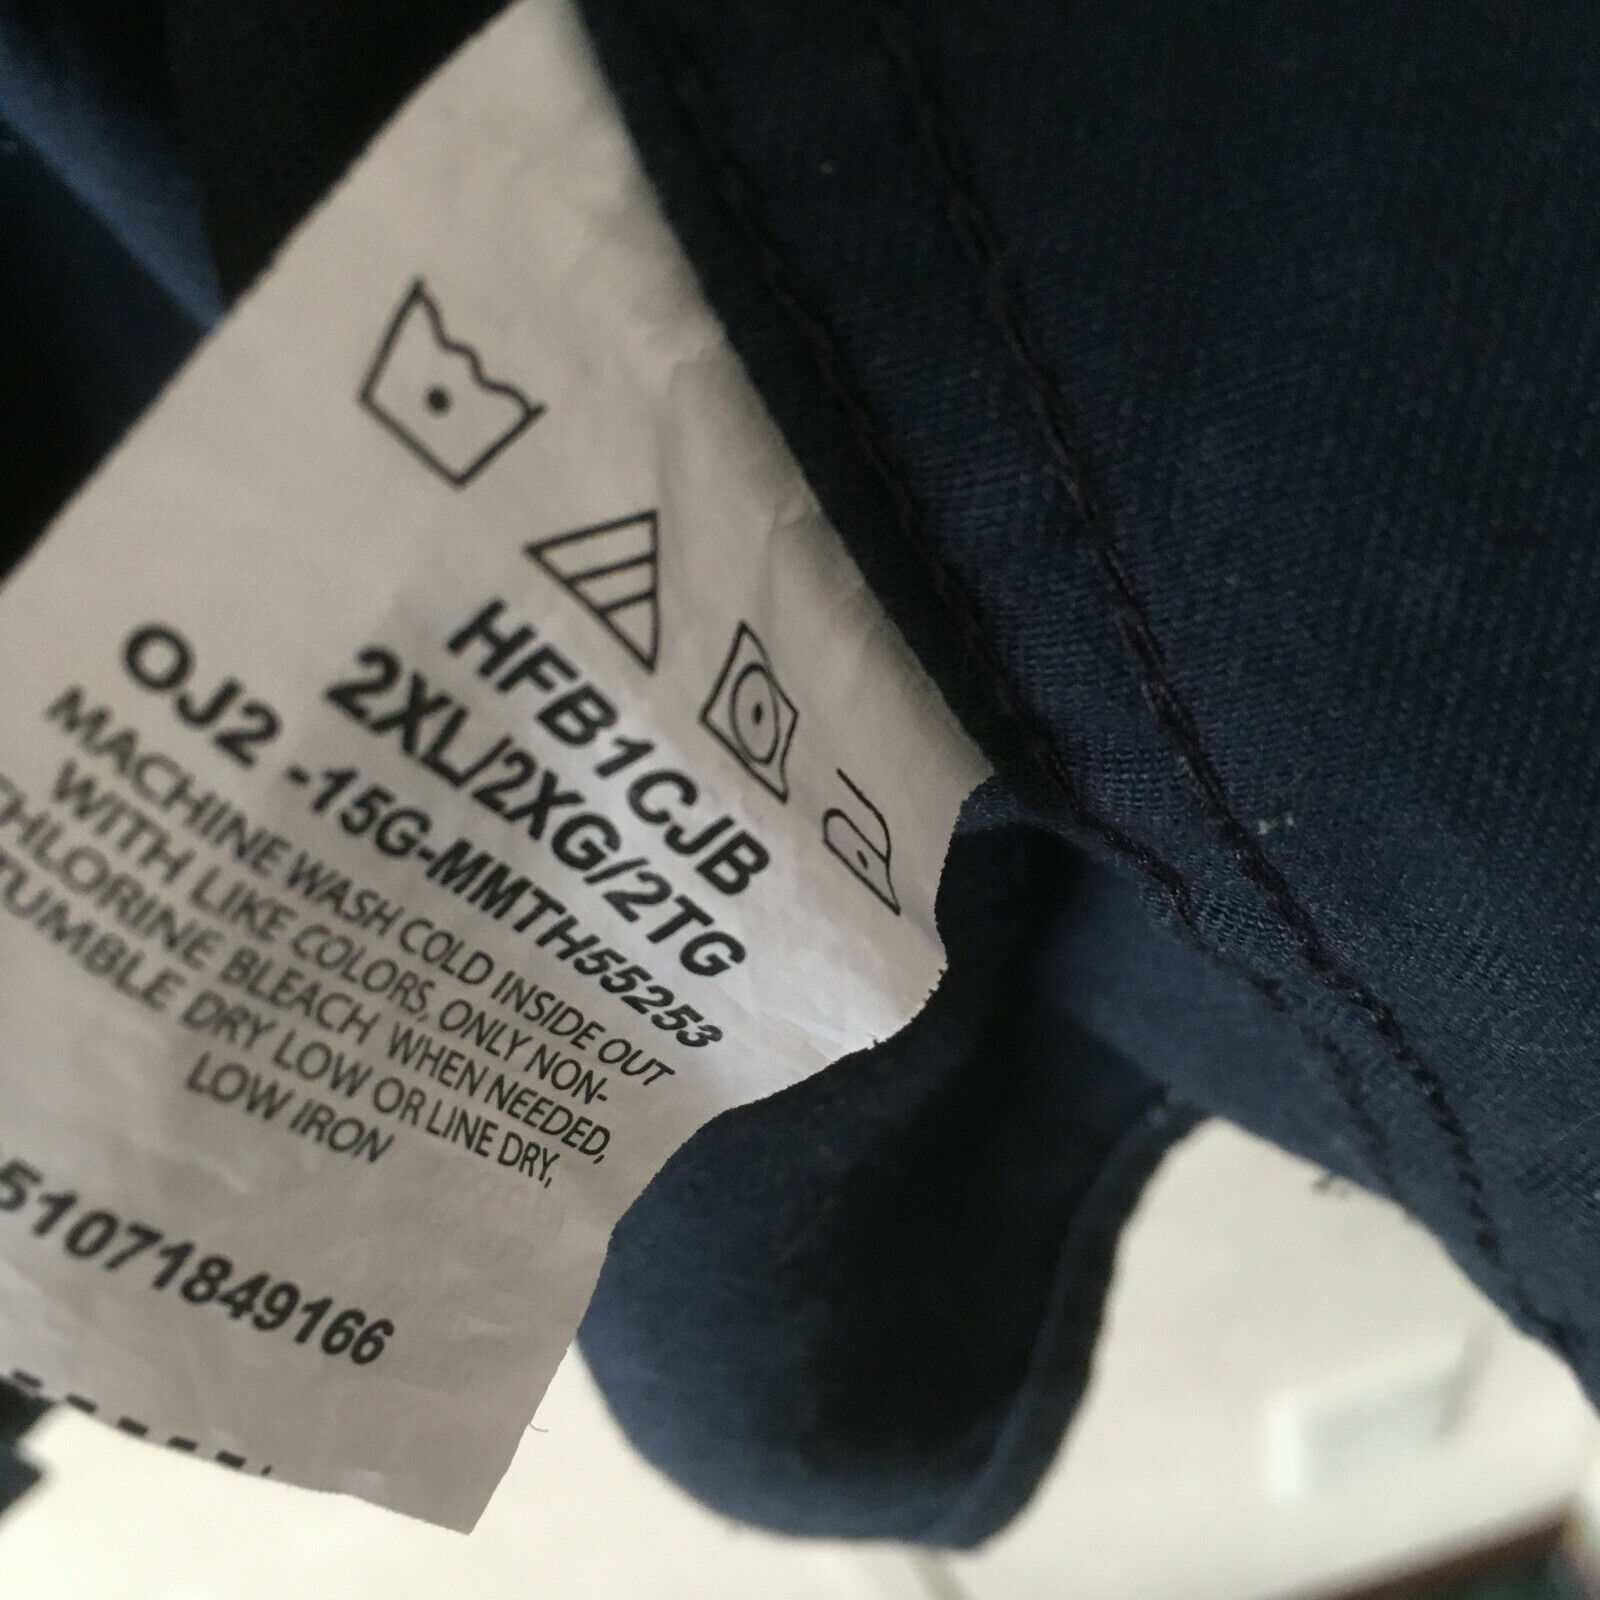 HFB1CJB
2XL/2XG/2TG
OJ2 -15G-MMTH55253
MACHINE WASH COLD INSIDE OUT
WITH LIKE COLORS, ONLY NON-
CHLORINE BLEACH WHEN NEEDED,
TUMBLE DRY LOW OR LINE DRY,
LOW IRON
51071849166